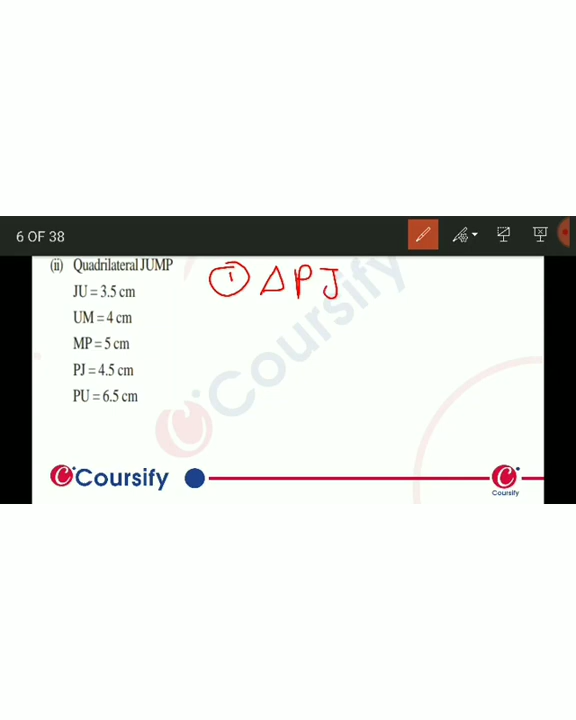 6 OF 38
(ii) Quadrilateral JUMP
① △ P J
JU = 3.5 cm
UM = 4 cm
MP = 5 cm
PJ = 4.5 cm
PU = 6.5 cm
Coursify
Coursify
Coursify